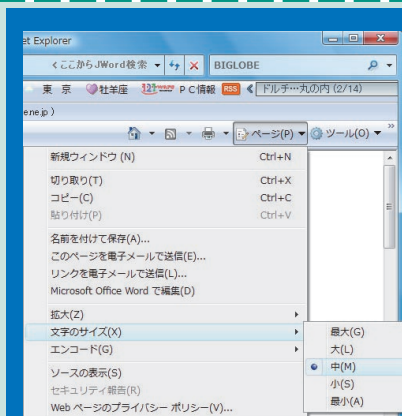 et Explorer
くここからJWord検索
BIGLOBE
東 京 牡羊座 123 PC情報 RSS ドルチ…丸の内 (2/14)
ene.jp )
ページ(P) ツール(O) »
新規ウィンドウ (N) Ctrl+N
切り取り(T) Ctrl+X
コピー(C) Ctrl+C
貼り付け(P) Ctrl+V
名前を付けて保存(A)...
このページを電子メールで送信(E)...
リンクを電子メールで送信(L)...
Microsoft Office Word で編集(D)
拡大(Z)
文字のサイズ(X) 最大(G)
エンコード(G) 大(L)
ソースの表示(S) 中(M)
セキュリティ報告(R) 小(S)
Web ページのプライバシー ポリシー(V)... 最小(A)